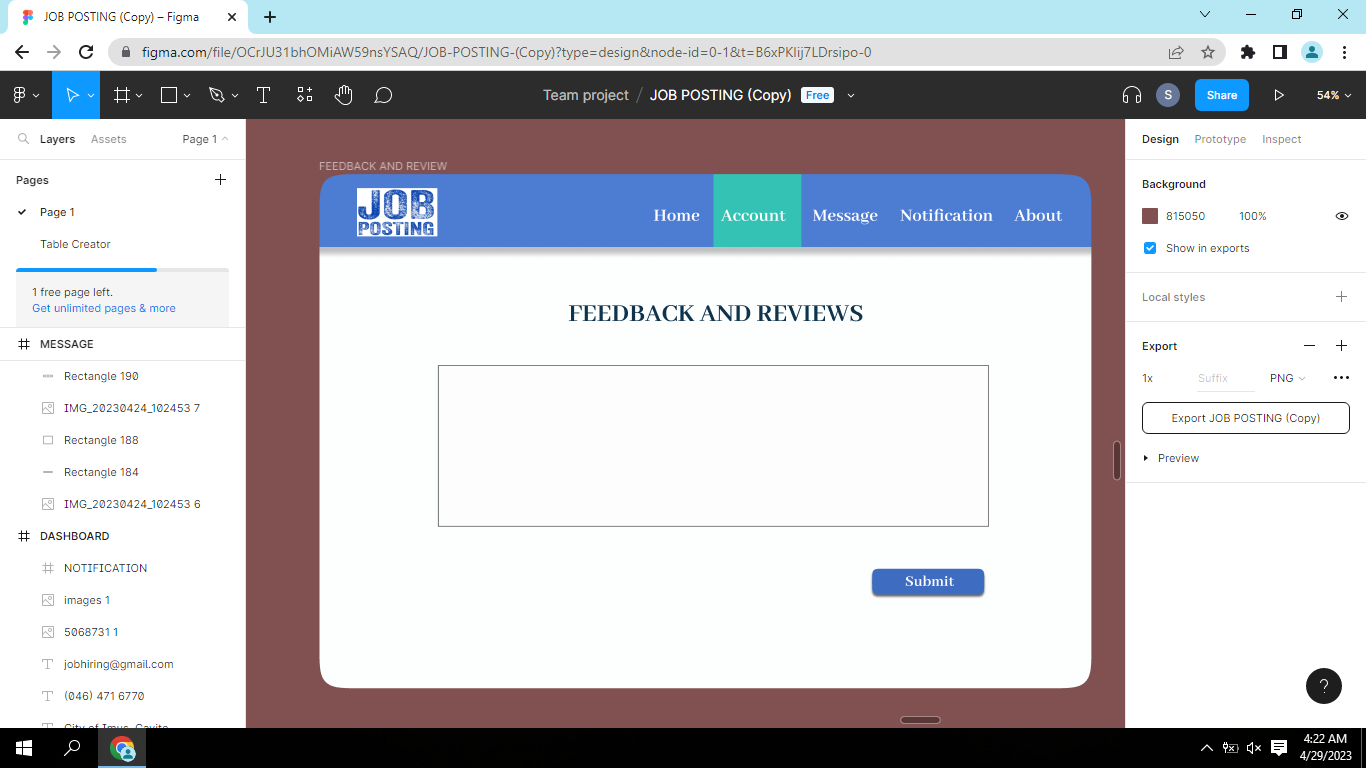 JOB POSTING (Copy) – Figma
figma.com/file/OCrJU31bhOMiAW59nsYSAQ/JOB-POSTING-(Copy)?type=design&node-id=0-1&t=B6xPKIij7LDrsipo-0
Team project / JOB POSTING (Copy) Free
S
Share
54%
Layers Assets Page 1
Pages
Page 1
Table Creator
1 free page left.
Get unlimited pages & more
MESSAGE
Rectangle 190
IMG_20230424_102453 7
Rectangle 188
Rectangle 184
IMG_20230424_102453 6
DASHBOARD
NOTIFICATION
images 1
5068731 1
jobhiring@gmail.com
(046) 471 6770
City of Imus, Cavite
FEEDBACK AND REVIEW
JOB
POSTING
Home Account Message Notification About
FEEDBACK AND REVIEWS
Submit
Design Prototype Inspect
Background
815050 100%
Show in exports
Local styles
Export
1x Suffix PNG
Export JOB POSTING (Copy)
Preview
?
4:22 AM
4/29/2023